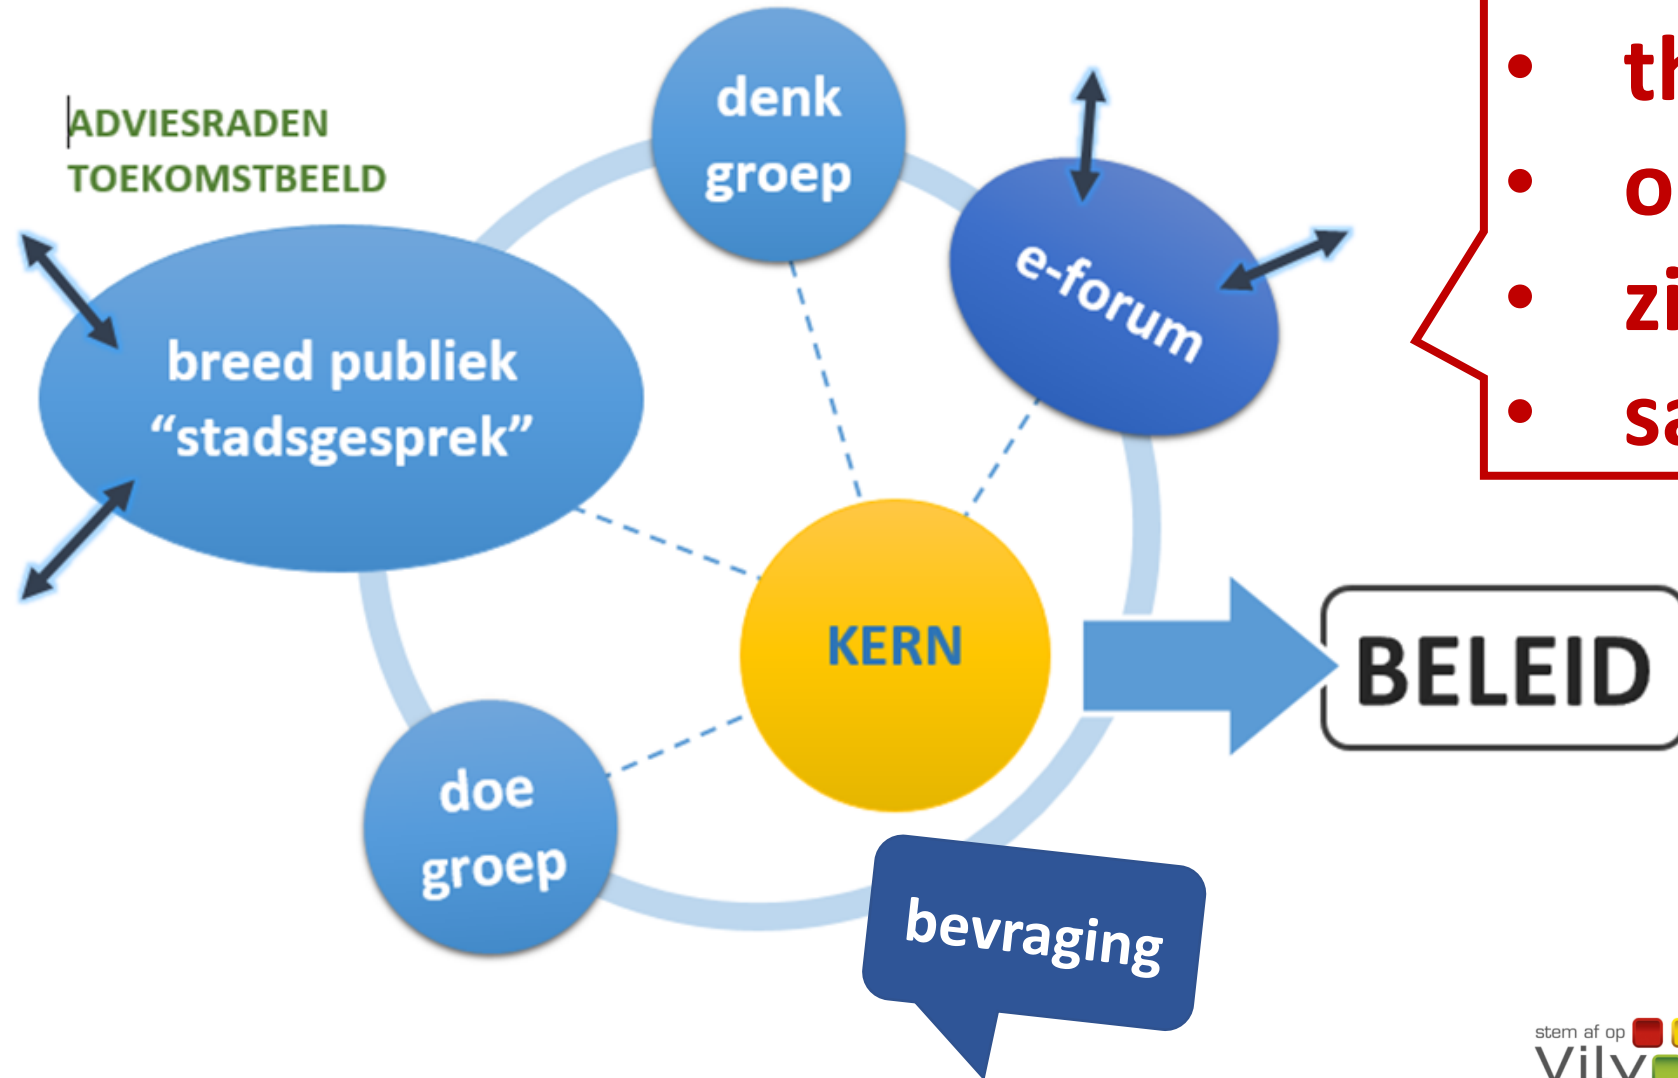 ADVIESRADEN
TOEKOMSTBEELD
denk
groep
e-forum
breed publiek
“stadsgesprek”
KERN
BELEID
doe
groep
bevraging
stem af op